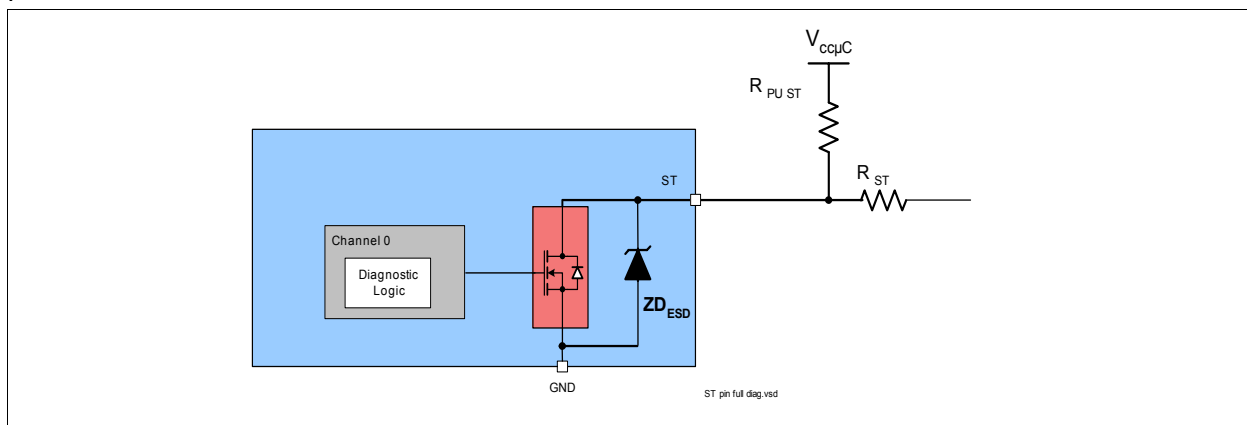 VccµC
R PU ST
R ST
ST
Channel 0
Diagnostic
Logic
ZDESD
GND
ST pin full diag.vsd